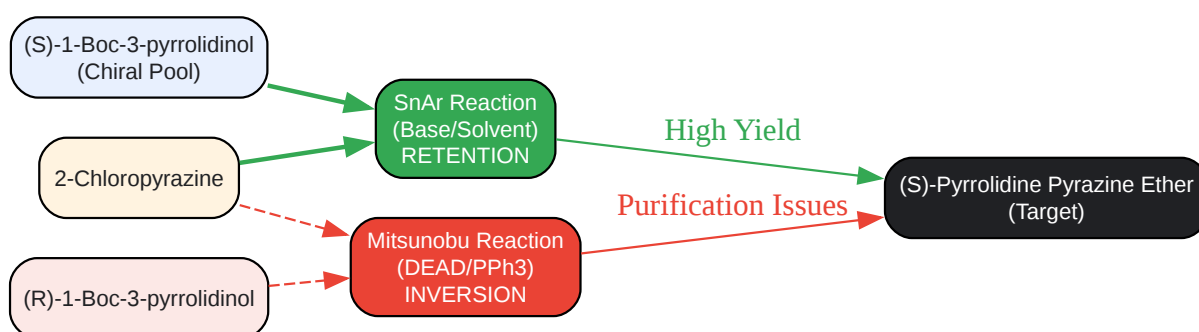 (S)-1-Boc-3-pyrrolidinol
(Chiral Pool)
2-Chloropyrazine
(R)-1-Boc-3-pyrrolidinol
SnAr Reaction
(Base/Solvent)
RETENTION
Mitsunobu Reaction
(DEAD/PPh3)
INVERSION
High Yield
Purification Issues
(S)-Pyrrolidine Pyrazine Ether
(Target)